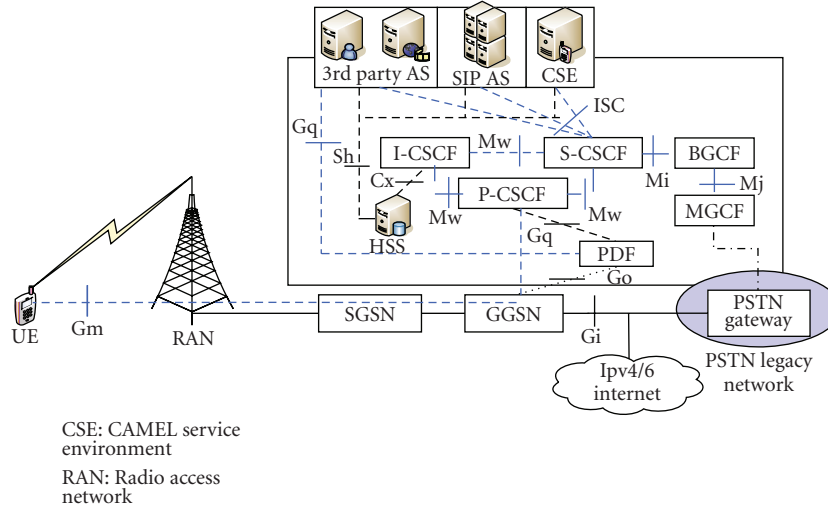 3rd party AS
SIP AS
CSE
ISC
Gq
Sh
I-CSCF
Mw
S-CSCF
Mi
BGCF
Cx
Mw
P-CSCF
Mw
Mj
MGCF
HSS
Gq
PDF
Go
UE
Gm
RAN
SGSN
GGSN
Gi
PSTN
gateway
Ipv4/6
internet
PSTN legacy
network
CSE: CAMEL service
environment
RAN: Radio access
network